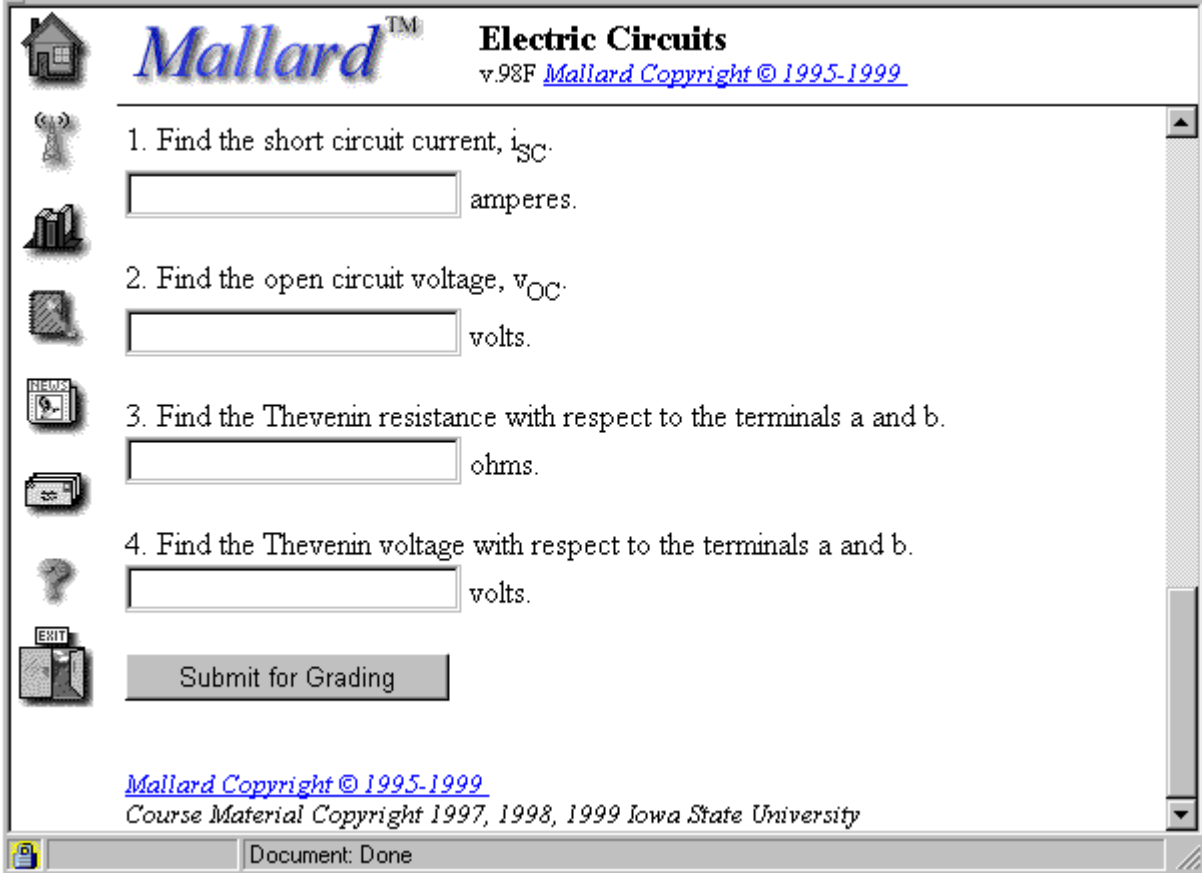 Mallard™
Electric Circuits
v.98F Mallard Copyright © 1995-1999
1. Find the short circuit current, iSC.
amperes.
2. Find the open circuit voltage, vOC.
volts.
NEWS
3. Find the Thevenin resistance with respect to the terminals a and b.
ohms.
4. Find the Thevenin voltage with respect to the terminals a and b.
volts.
EXIT
Submit for Grading
Mallard Copyright © 1995-1999
Course Material Copyright 1997, 1998, 1999 Iowa State University
Document: Done